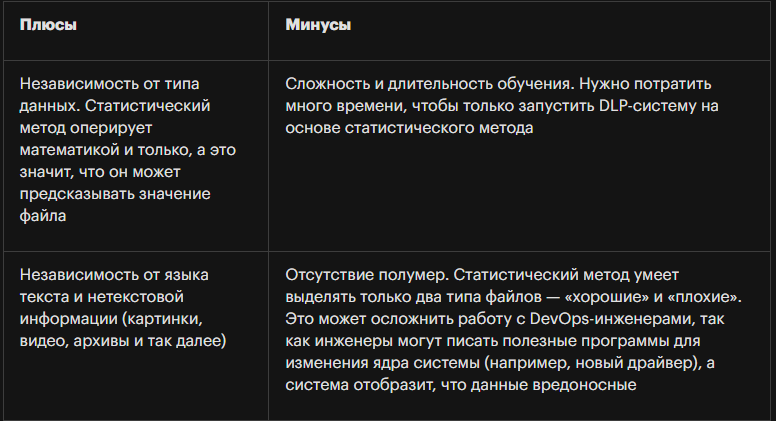 Плюсы
Минусы
Независимость от типа
данных. Статистический
метод оперирует
математикой и только, а это
значит, что он может
предсказывать значение
файла
Сложность и длительность обучения. Нужно потратить
много времени, чтобы только запустить DLP-систему на
основе статистического метода
Независимость от языка
текста и нетекстовой
информации (картинки,
видео, архивы и так далее)
Отсутствие полумер. Статистический метод умеет
выделять только два типа файлов — «хорошие» и «плохие».
Это может осложнить работу с DevOps-инженерами, так
как инженеры могут писать полезные программы для
изменения ядра системы (например, новый драйвер), а
система отобразит, что данные вредоносные